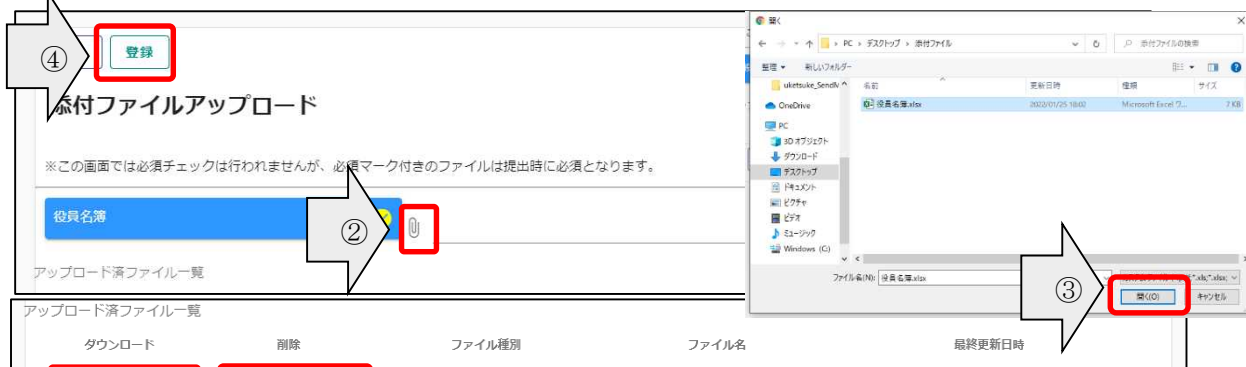 ④
登録
添付ファイルアップロード
※この画面では必須チェックは行われませんが、必須マーク付きのファイルは提出時に必須となります。
役員名簿
②
アップロード済ファイル一覧
開く
PC › デスクトップ › 添付ファイル
添付ファイルの検索
整理
新しいフォルダー
名前
更新日時
種類
サイズ
役員名簿.xlsx
2022/01/25 18:02
Microsoft Excel ワ...
7 KB
OneDrive
PC
3D オブジェクト
ダウンロード
デスクトップ
ドキュメント
ピクチャ
ビデオ
ミュージック
Windows (C:)
ファイル名(N):
役員名簿.xlsx
③
開く(O)
キャンセル
アップロード済ファイル一覧
ダウンロード
削除
ファイル種別
ファイル名
最終更新日時